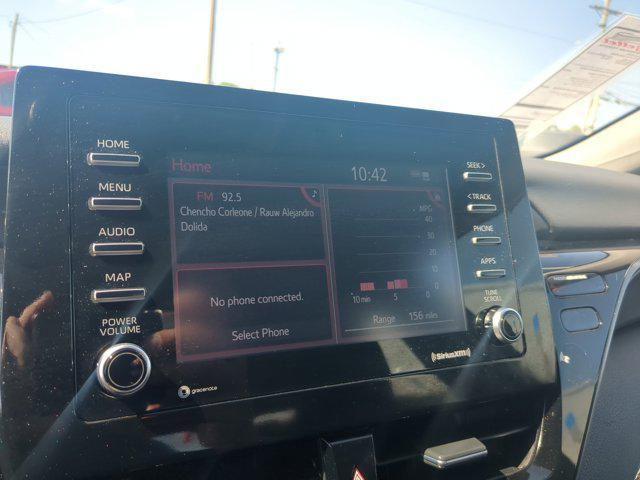 HOME
MENU
AUDIO
MAP
POWER
VOLUME
Home
10:42
FM 92.5
Chencho Corleone / Rauw Alejandro
Dolida
No phone connected.
Select Phone
MPG
40
30
20
10
0
10 min
5
0
Range 156 miles
SEEK >
< TRACK
PHONE
APPS
TUNE
SCROLL
gracenote
((SiriusXM))